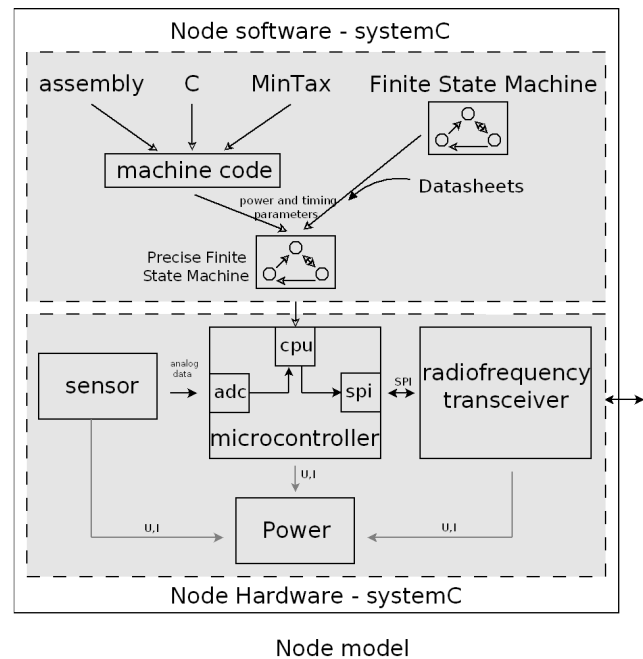 Node software - systemC
assembly C MinTax Finite State Machine
machine code
Datasheets
power and timing
parameters
Precise Finite
State Machine
cpu
sensor
analog
data
adc
spi
SPI
radiofrequency
transceiver
microcontroller
U,I
Power
U,I
U,I
Node Hardware - systemC
Node model